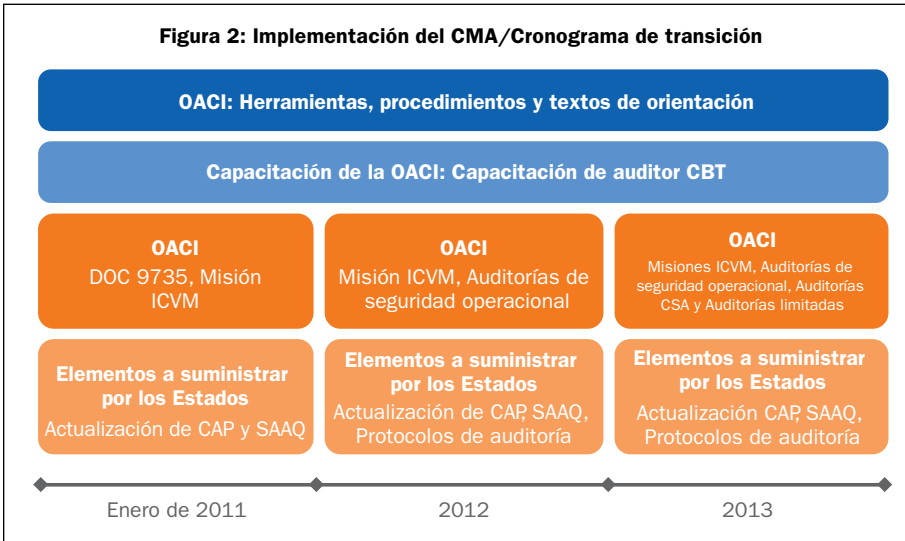 Figura 2: Implementación del CMA/Cronograma de transición
OACI: Herramientas, procedimientos y textos de orientación
Capacitación de la OACI: Capacitación de auditor CBT
OACI
DOC 9735, Misión
ICVM
OACI
Misión ICVM, Auditorías de
seguridad operacional
OACI
Misiones ICVM, Auditorías de
seguridad operacional, Auditorías
CSA y Auditorías limitadas
Elementos a suministrar
por los Estados
Actualización de CAP y SAAQ
Elementos a suministrar
por los Estados
Actualización de CAP, SAAQ,
Protocolos de auditoría
Elementos a suministrar
por los Estados
Actualización CAP, SAAQ,
Protocolos de auditoría
Enero de 2011
2012
2013